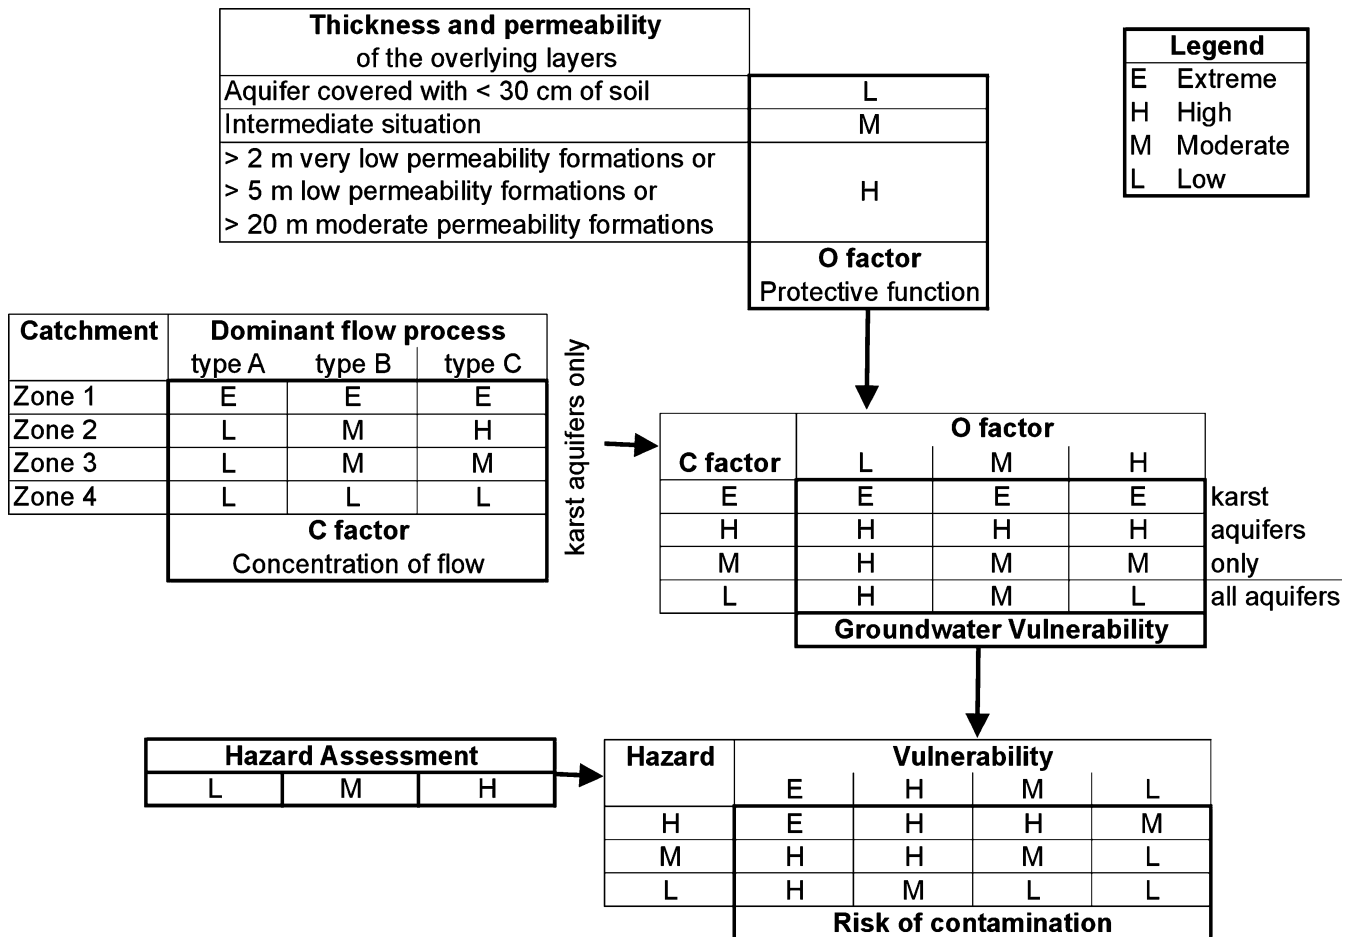 Thickness and permeability
of the overlying layers
Aquifer covered with < 30 cm of soil L
Intermediate situation M
> 2 m very low permeability formations or
> 5 m low permeability formations or H
> 20 m moderate permeability formations
O factor
Protective function
Legend
E Extreme
H High
M Moderate
L Low
Catchment Dominant flow process
type A type B type C
Zone 1 E E E
Zone 2 L M H
Zone 3 L M M
Zone 4 L L L
C factor
Concentration of flow
karst aquifers only
O factor
C factor L M H
E E E E karst
H H H H aquifers
M H M M only
L H M L all aquifers
Groundwater Vulnerability
Hazard Assessment
L M H
Hazard Vulnerability
E H M L
H E H H M
M H H M L
L H M L L
Risk of contamination